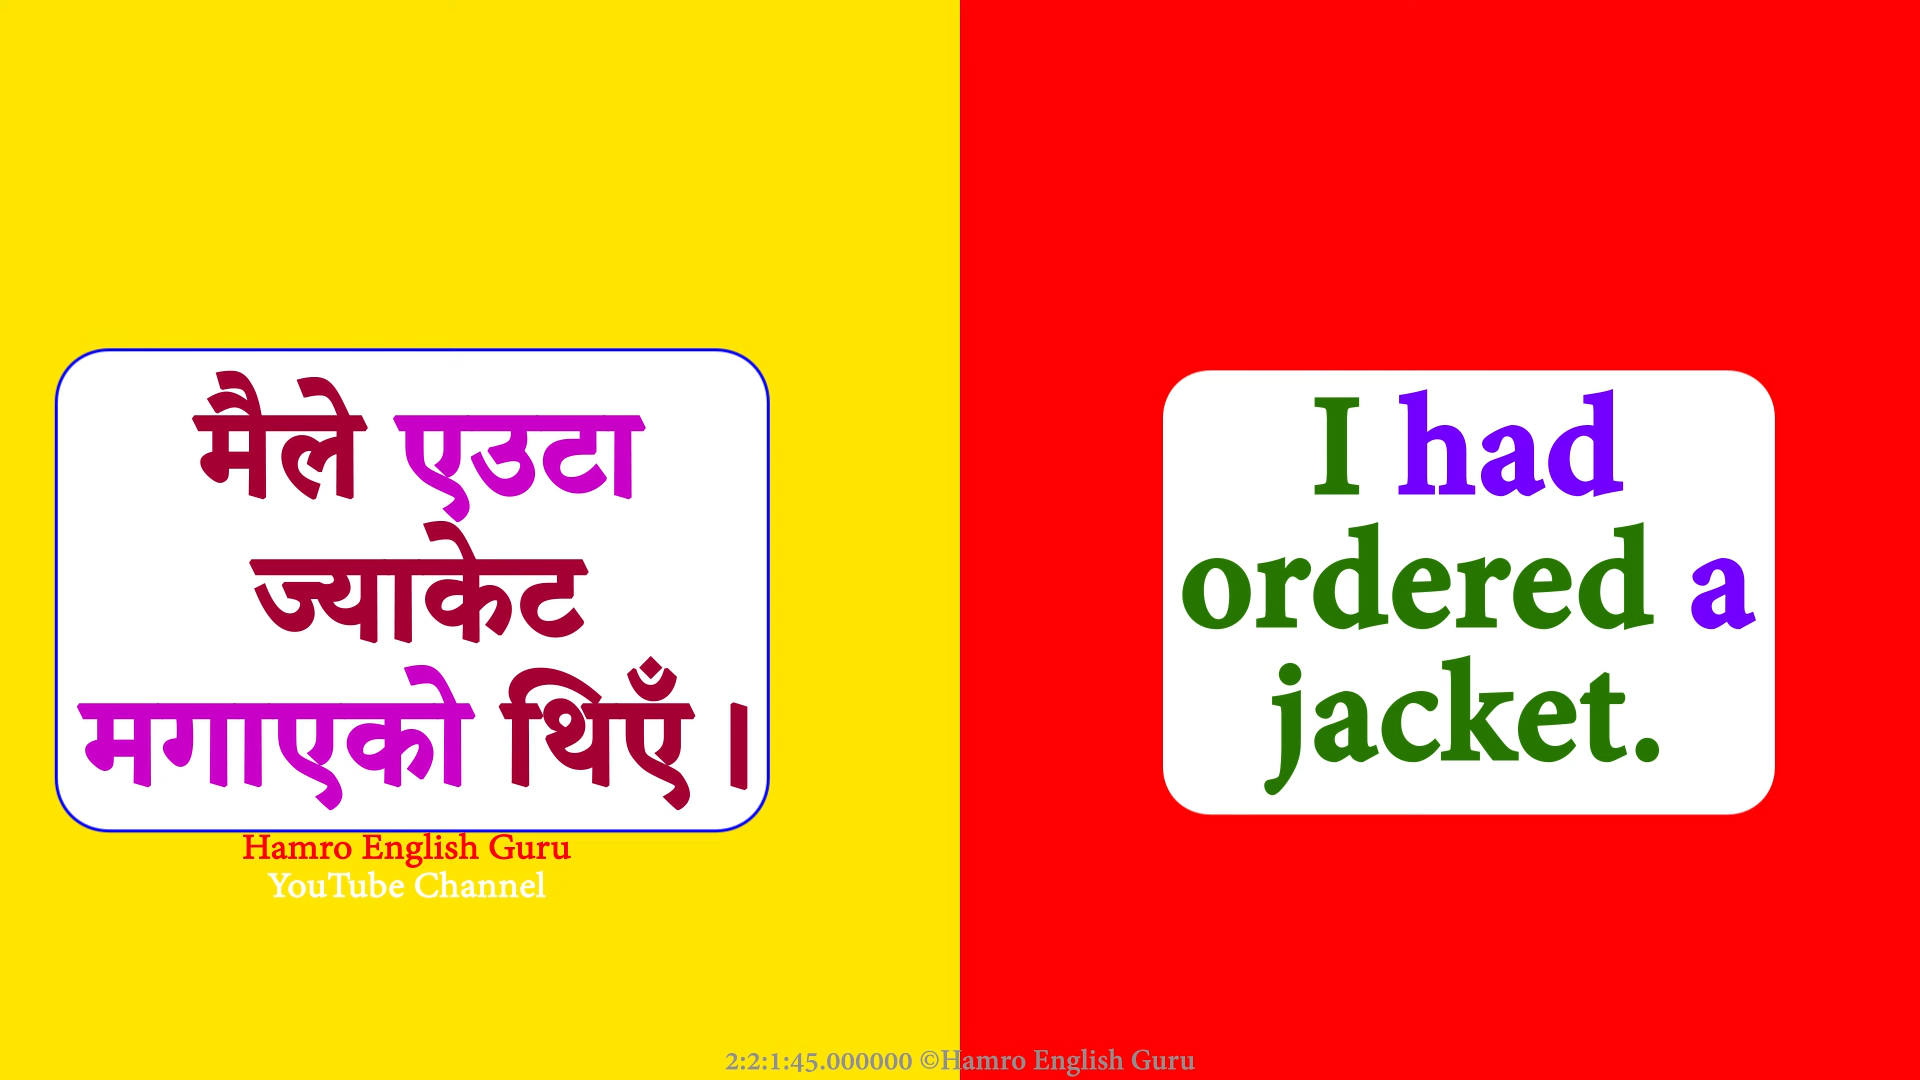 मैले एउटा
ज्याकेट
मगाएको थिएँ ।
Hamro English Guru
YouTube Channel
I had
ordered a
jacket.
2:2:1:45.000000 ©Hamro English Guru